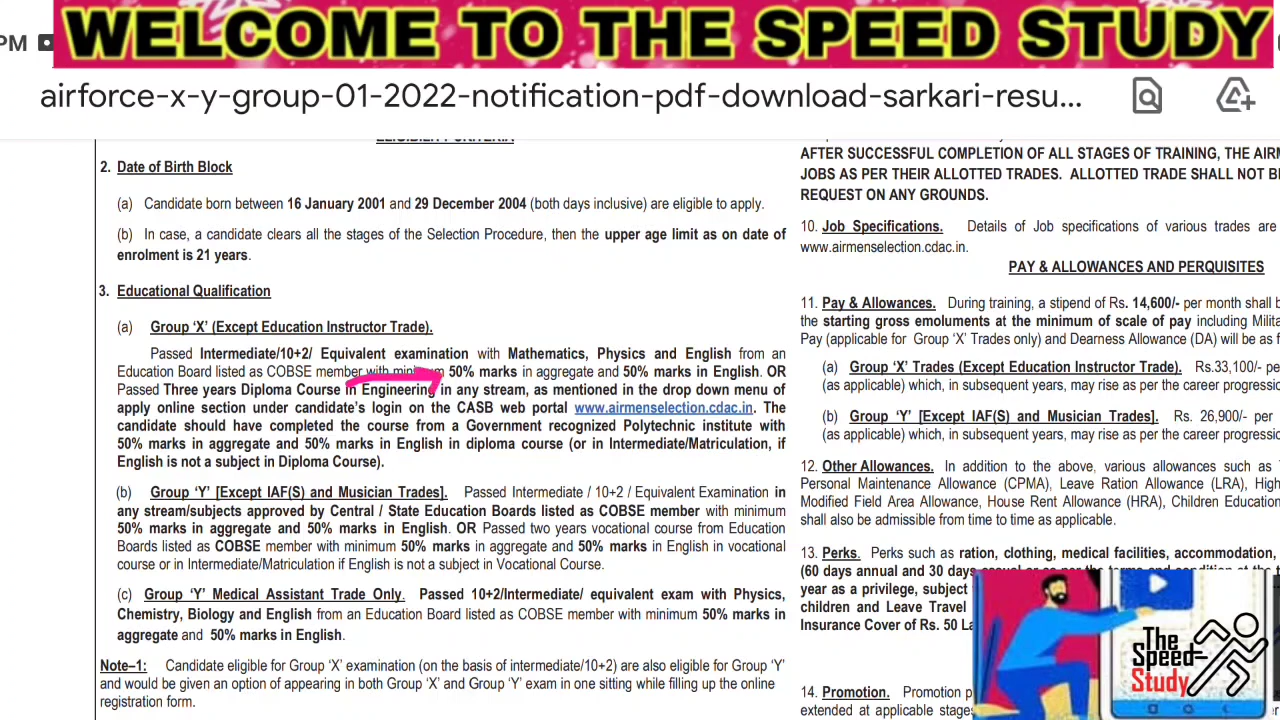 WELCOME TO THE SPEED STUDY
PM
airforce-x-y-group-01-2022-notification-pdf-download-sarkari-resu...
ELIGIBILITY CRITERIA
2. Date of Birth Block
(a) Candidate born between 16 January 2001 and 29 December 2004 (both days inclusive) are eligible to apply.
(b) In case, a candidate clears all the stages of the Selection Procedure, then the upper age limit as on date of
enrolment is 21 years.
3. Educational Qualification
(a) Group ‘X’ (Except Education Instructor Trade).
Passed Intermediate/10+2/ Equivalent examination with Mathematics, Physics and English from an
Education Board listed as COBSE member with minimum 50% marks in aggregate and 50% marks in English. OR
Passed Three years Diploma Course in Engineering in any stream, as mentioned in the drop down menu of
apply online section under candidate’s login on the CASB web portal www.airmenselection.cdac.in. The
candidate should have completed the course from a Government recognized Polytechnic institute with
50% marks in aggregate and 50% marks in English in diploma course (or in Intermediate/Matriculation, if
English is not a subject in Diploma Course).
(b) Group ‘Y’ [Except IAF(S) and Musician Trades]. Passed Intermediate / 10+2 / Equivalent Examination in
any stream/subjects approved by Central / State Education Boards listed as COBSE member with minimum
50% marks in aggregate and 50% marks in English. OR Passed two years vocational course from Education
Boards listed as COBSE member with minimum 50% marks in aggregate and 50% marks in English in vocational
course or in Intermediate/Matriculation if English is not a subject in Vocational Course.
(c) Group ‘Y’ Medical Assistant Trade Only. Passed 10+2/Intermediate/ equivalent exam with Physics,
Chemistry, Biology and English from an Education Board listed as COBSE member with minimum 50% marks in
aggregate and 50% marks in English.
Note–1: Candidate eligible for Group ‘X’ examination (on the basis of intermediate/10+2) are also eligible for Group ‘Y’
and would be given an option of appearing in both Group ‘X’ and Group ‘Y’ exam in one sitting while filling up the online
registration form.
AFTER SUCCESSFUL COMPLETION OF ALL STAGES OF TRAINING, THE AIRM
JOBS AS PER THEIR ALLOTTED TRADES. ALLOTTED TRADE SHALL NOT BE
REQUEST ON ANY GROUNDS.
10. Job Specifications. Details of Job specifications of various trades are
www.airmenselection.cdac.in.
PAY & ALLOWANCES AND PERQUISITES
11. Pay & Allowances. During training, a stipend of Rs. 14,600/- per month shall b
the starting gross emoluments at the minimum of scale of pay including Milita
Pay (applicable for Group ‘X’ Trades only) and Dearness Allowance (DA) will be as f
(a) Group ‘X’ Trades (Except Education Instructor Trade). Rs.33,100/- pe
(as applicable) which, in subsequent years, may rise as per the career progressio
(b) Group ‘Y’ [Except IAF(S) and Musician Trades]. Rs. 26,900/- per
(as applicable) which, in subsequent years, may rise as per the career progressio
12. Other Allowances. In addition to the above, various allowances such as
Personal Maintenance Allowance (CPMA), Leave Ration Allowance (LRA), High
Modified Field Area Allowance, House Rent Allowance (HRA), Children Education
shall also be admissible from time to time as applicable.
13. Perks. Perks such as ration, clothing, medical facilities, accommodation,
(60 days annual and 30 days casual or as per the terms and condition at the t
year as a privilege, subject
children and Leave Travel
Insurance Cover of Rs. 50 La
14. Promotion. Promotion p
extended at applicable stages
The
Speed
Study